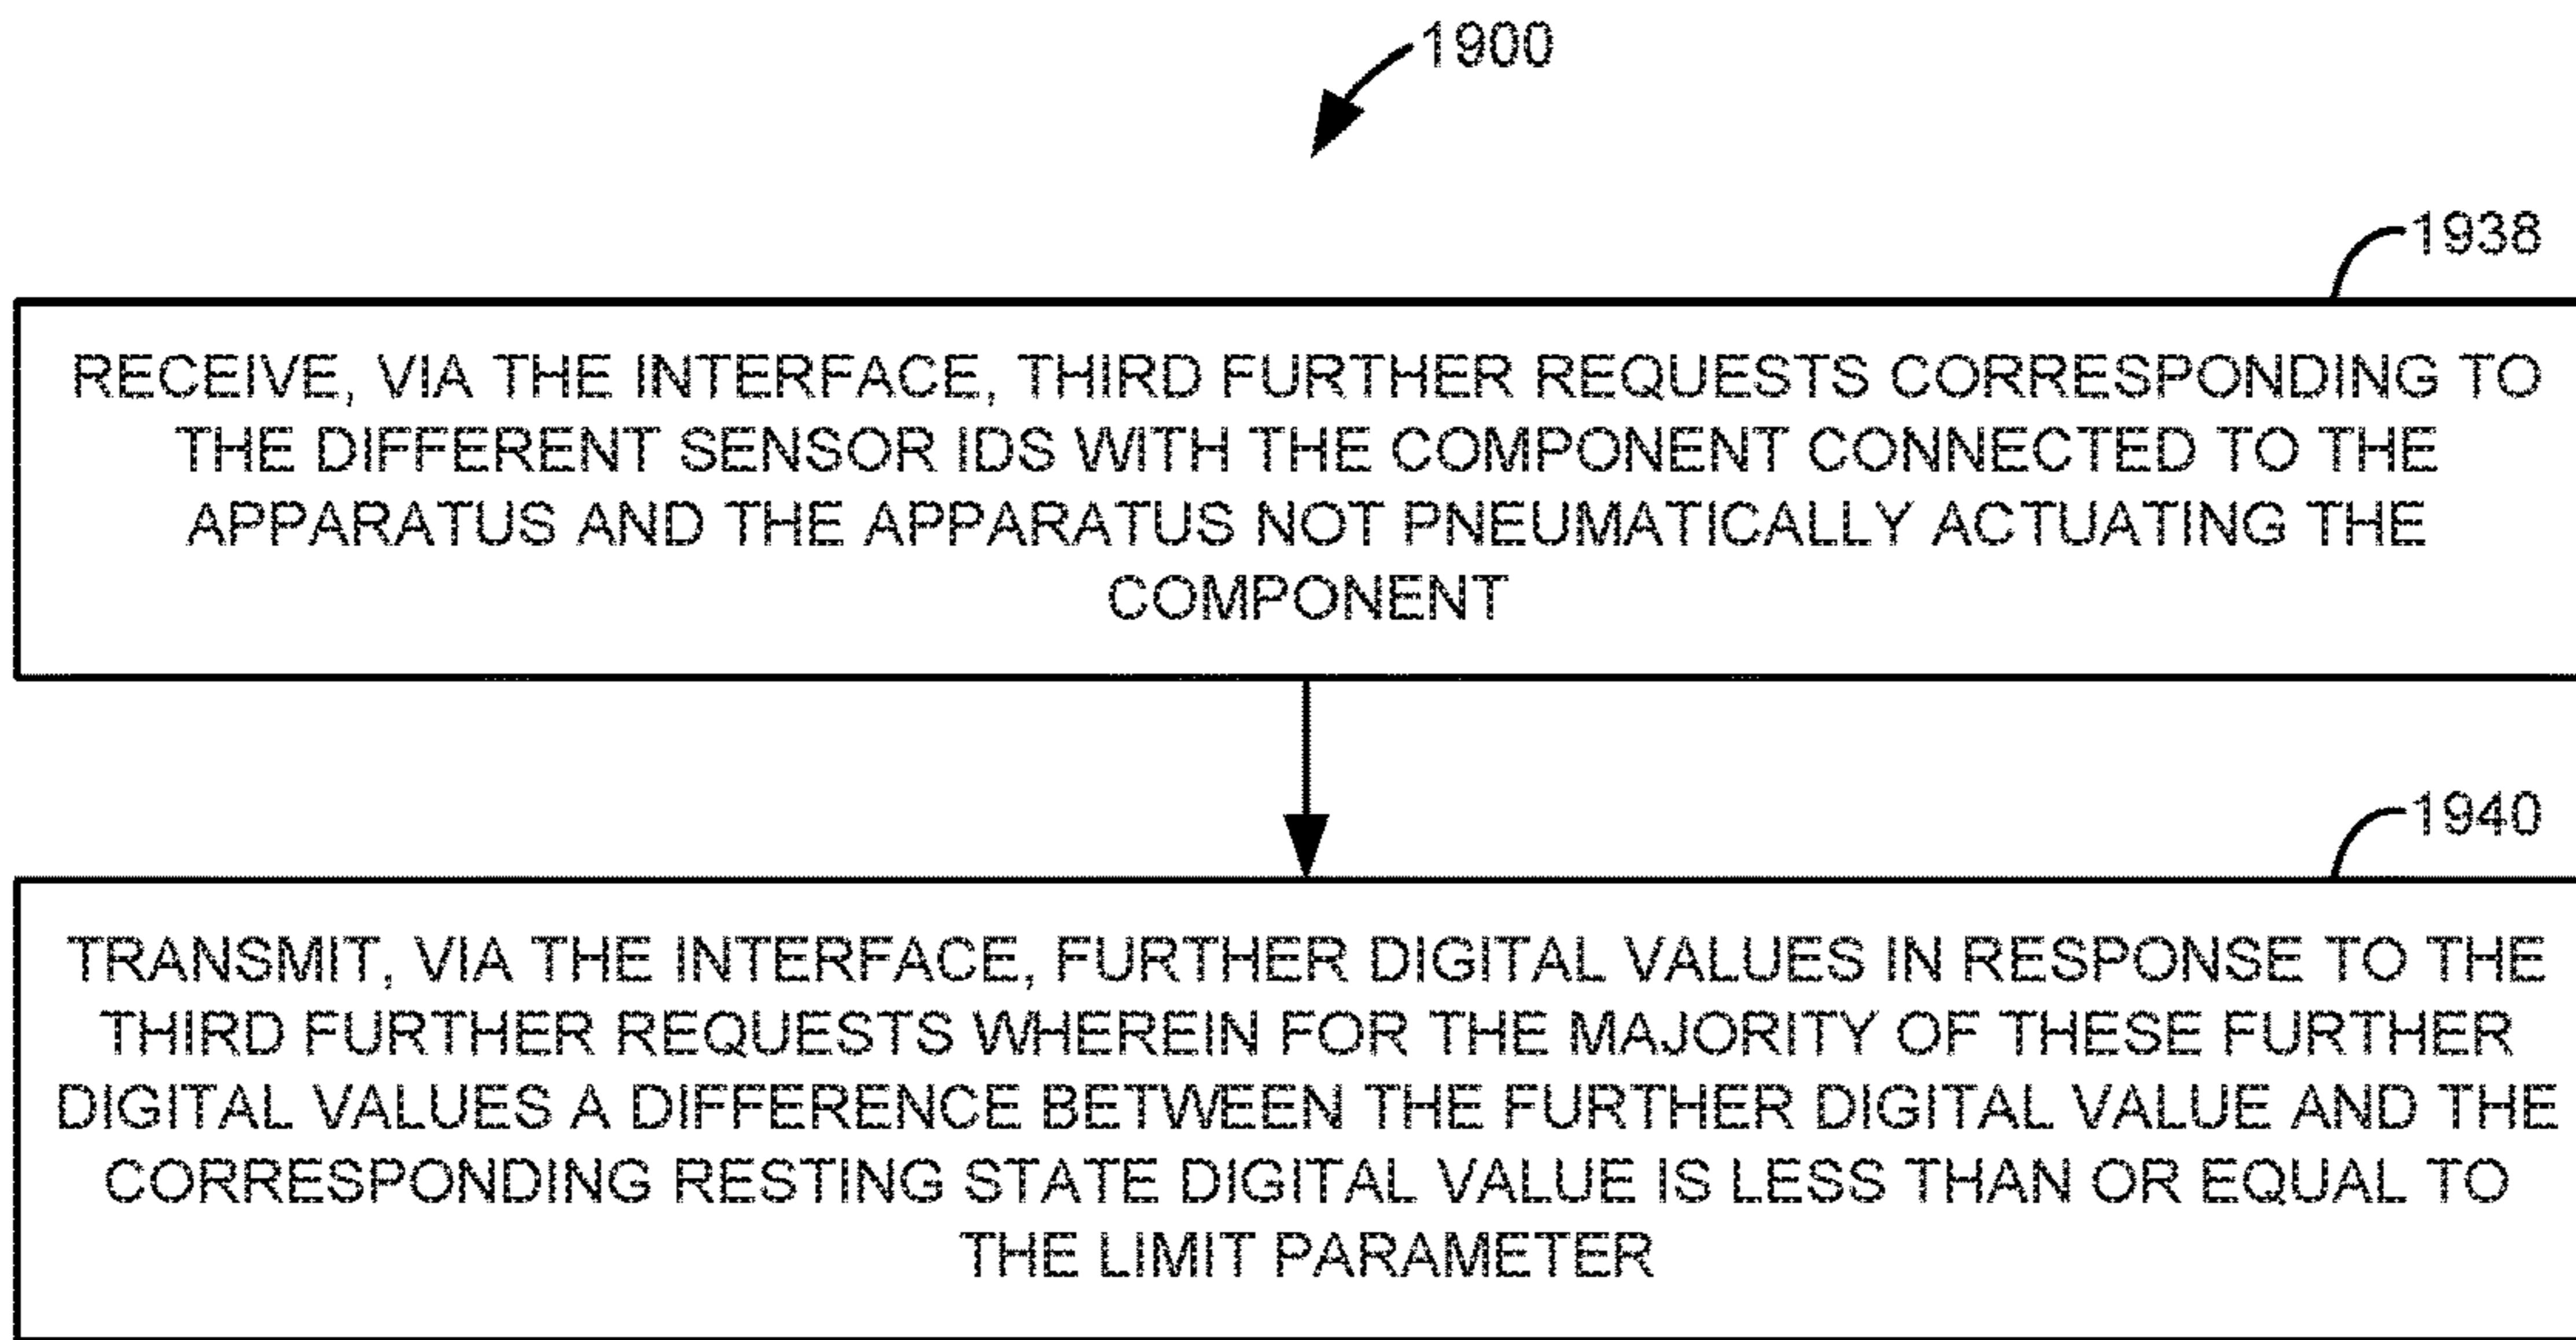 1900
1938
RECEIVE, VIA THE INTERFACE, THIRD FURTHER REQUESTS CORRESPONDING TO
THE DIFFERENT SENSOR IDS WITH THE COMPONENT CONNECTED TO THE
APPARATUS AND THE APPARATUS NOT PNEUMATICALLY ACTUATING THE
COMPONENT
1940
TRANSMIT, VIA THE INTERFACE, FURTHER DIGITAL VALUES IN RESPONSE TO THE
THIRD FURTHER REQUESTS WHEREIN FOR THE MAJORITY OF THESE FURTHER
DIGITAL VALUES A DIFFERENCE BETWEEN THE FURTHER DIGITAL VALUE AND THE
CORRESPONDING RESTING STATE DIGITAL VALUE IS LESS THAN OR EQUAL TO
THE LIMIT PARAMETER